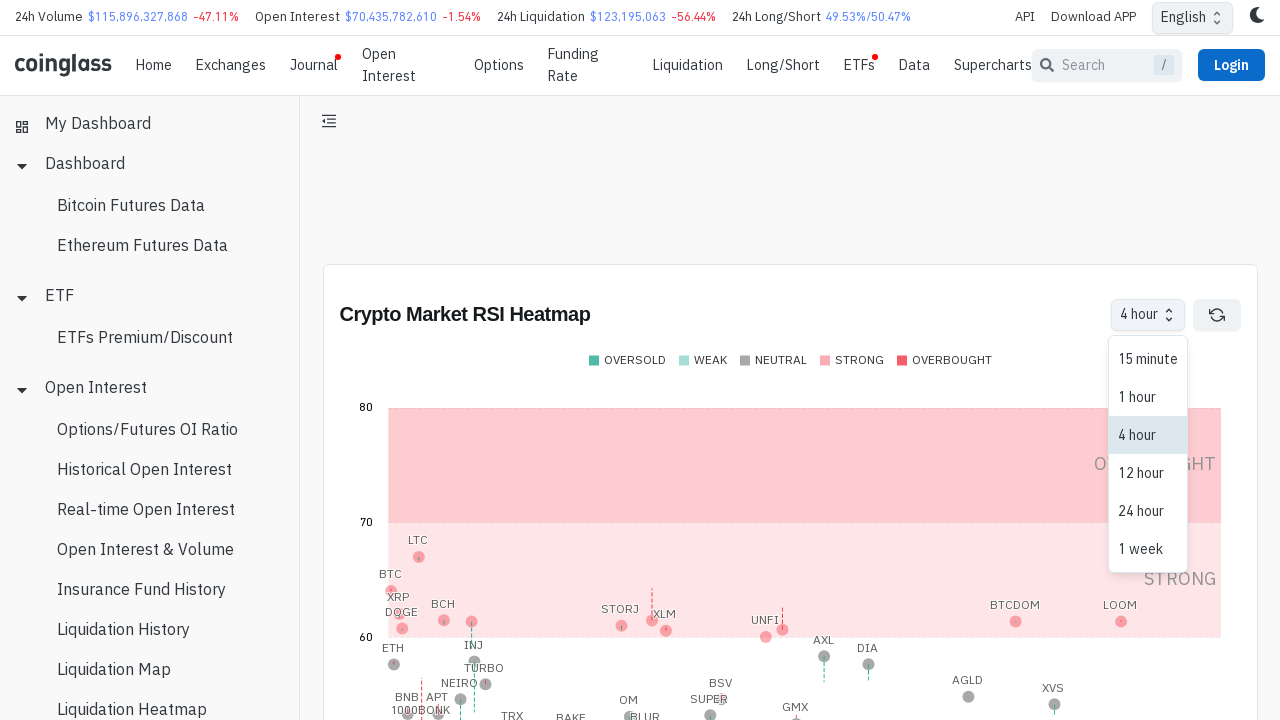 24h Volume $115,896,327,868 -47.11% Open Interest $70,435,782,610 -1.54% 24h Liquidation $123,195,063 -56.44% 24h Long/Short 49.53%/50.47% API Download APP English
coinglass Home Exchanges Journal Open Interest Options Funding Rate Liquidation Long/Short ETFs Data Supercharts Search / Login
My Dashboard
Dashboard
Bitcoin Futures Data
Ethereum Futures Data
ETF
ETFs Premium/Discount
Open Interest
Options/Futures OI Ratio
Historical Open Interest
Real-time Open Interest
Open Interest & Volume
Insurance Fund History
Liquidation History
Liquidation Map
Liquidation Heatmap
Crypto Market RSI Heatmap
4 hour
15 minute
1 hour
4 hour
12 hour
24 hour
1 week
OVERSOLD WEAK NEUTRAL STRONG OVERBOUGHT
80
70
STRONG
LTC
BTC
XRP
DOGE
BCH
STORJ
XLM
UNFI
BTCDOM
LOOM
60
ETH
INJ
AXL
DIA
TURBO
NEIRO
BSV
AGLD
XVS
BNB
APT
OM
SUPER
GMX
1000BONK
TRX
BAKE
BLUR